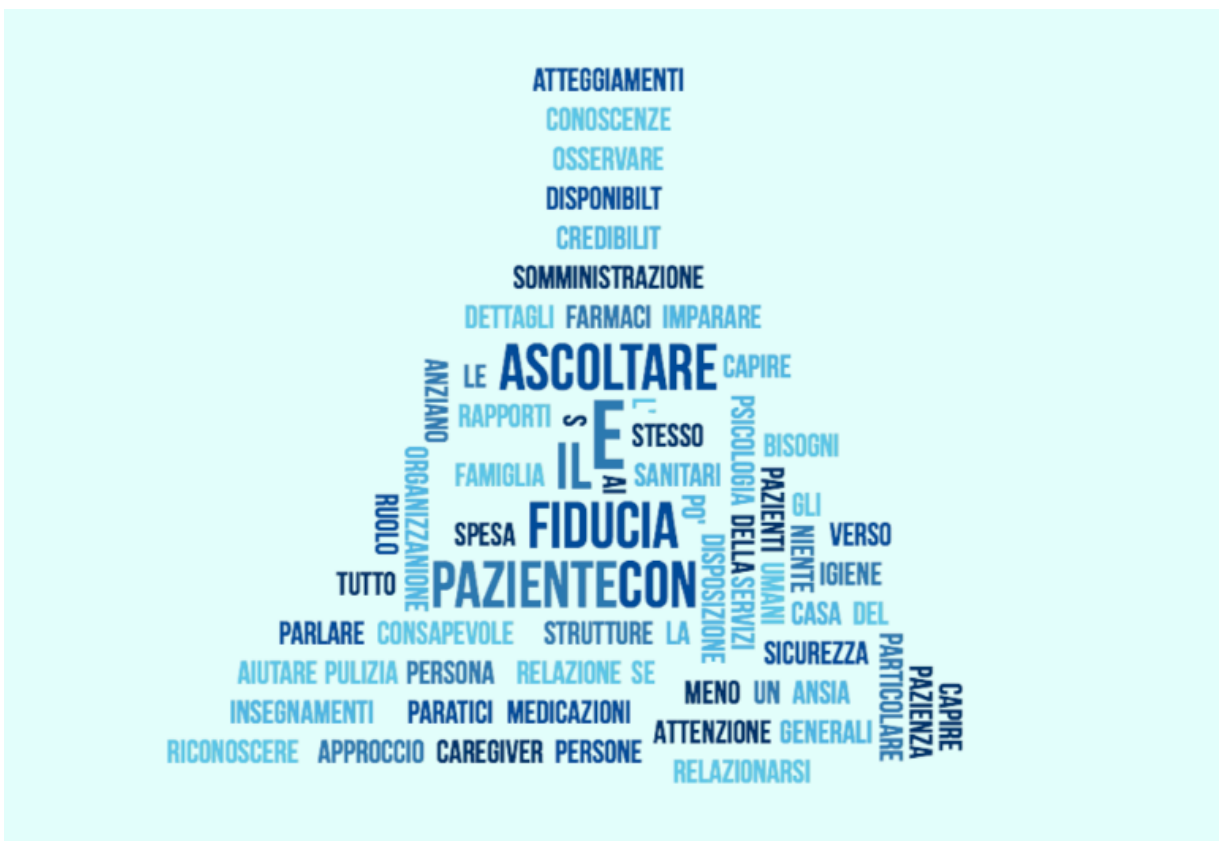 ATTEGGIAMENTI
CONOSCENZE
OSSERVARE
DISPONIBILT
CREDIBILIT
SOMMINISTRAZIONE
DETTAGLI FARMACI IMPARARE
ANZIANO LE ASCOLTARE CAPIRE
RAPPORTI S E L' STESSO PSICOLOGIA BISOGNI
FAMIGLIA IL AI SANITARI PAZIENTI
ORGANIZZANIONE RUOLO SPESA FIDUCIA PO' DELLA GLI NIENTE VERSO
TUTTO PAZIENTE CON DISPOSIZIONE SERVIZI UMANI IGIENE
CASA DEL
PARLARE CONSAPEVOLE STRUTTURE LA SICUREZZA
AIUTARE PULIZIA PERSONA RELAZIONE SE PARTICOLARE
MENO UN ANSIA PAZIENZA CAPIRE
INSEGNAMENTI PARATICI MEDICAZIONI
ATTENZIONE GENERALI
RICONOSCERE APPROCCIO CAREGIVER PERSONE
RELAZIONARSI